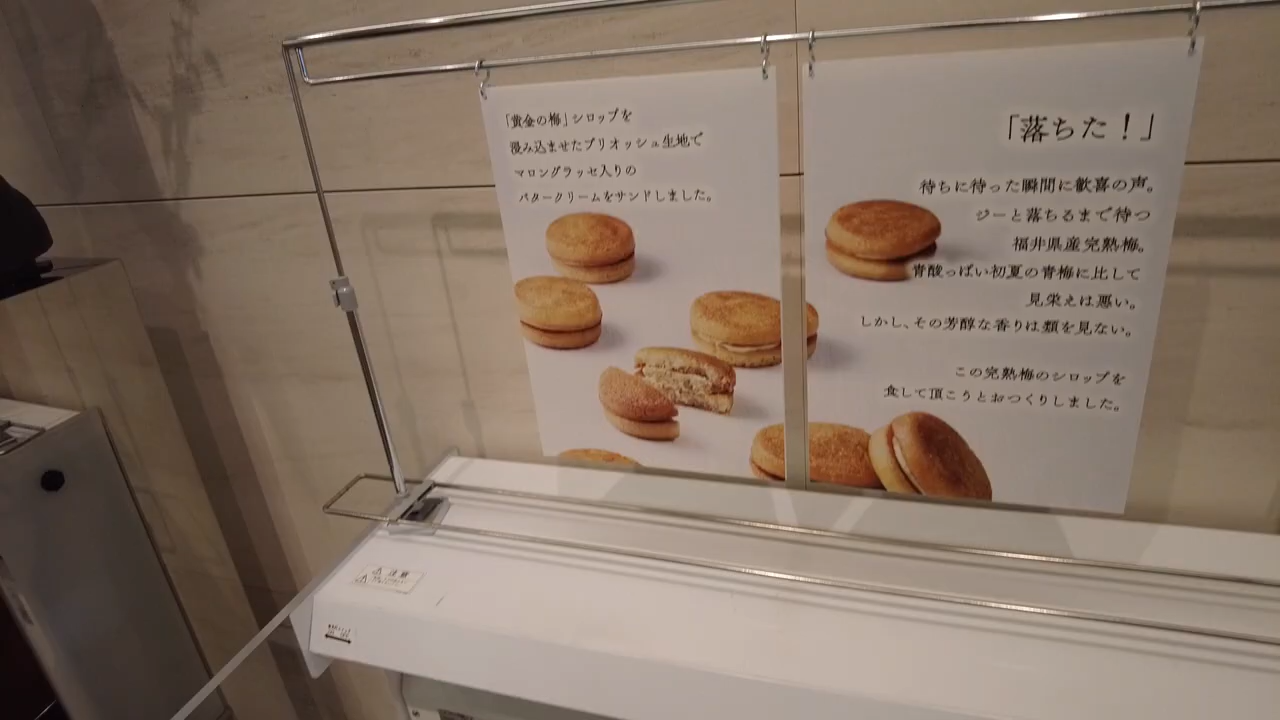 「黄金の梅」シロップを
浸み込ませたブリオッシュ生地で
マロングラッセ入りの
バタークリームをサンドしました。
「落ちた!」
待ちに待った瞬間に歓喜の声。
ジーと落ちるまで待つ
福井県産完熟梅。
青酸っぱい初夏の青梅に比して
見栄えは悪い。
しかし、その芳醇な香りは類を見ない。
この完熟梅のシロップを
食して頂こうとおつくりしました。
注意